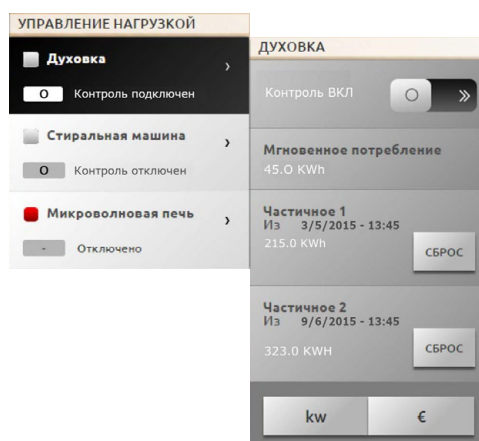 УПРАВЛЕНИЕ НАГРУЗКОЙ
Духовка
O Контроль подключен
Стиральная машина
O Контроль отключен
Микроволновая печь
- Отключено
ДУХОВКА
Контроль ВКЛ
Мгновенное потребление
45.0 KWh
Частичное 1
Из 3/5/2015 - 13:45
215.0 KWh
СБРОС
Частичное 2
Из 9/6/2015 - 13:45
323.0 KWH
СБРОС
kw €